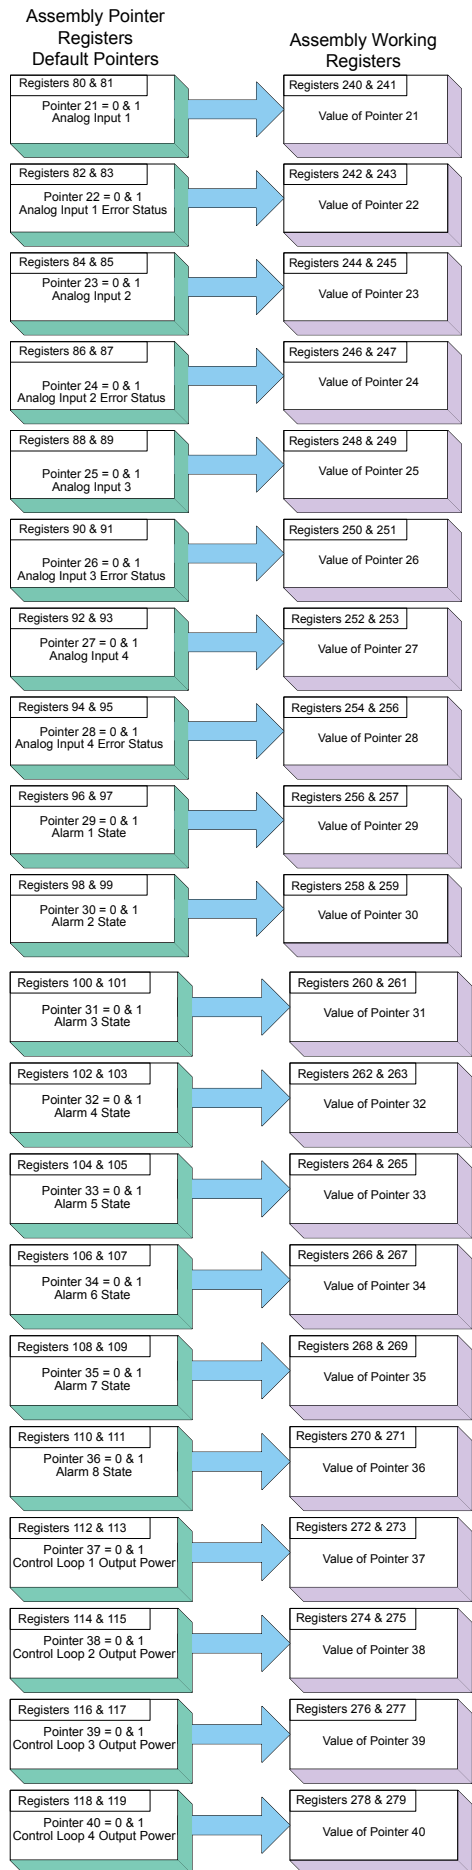 Assembly Pointer
Registers
Default Pointers
Assembly Working
Registers
Registers 80 & 81
Pointer 21 = 0 & 1
Analog Input 1
Registers 240 & 241
Value of Pointer 21
Registers 82 & 83
Pointer 22 = 0 & 1
Analog Input 1 Error Status
Registers 242 & 243
Value of Pointer 22
Registers 84 & 85
Pointer 23 = 0 & 1
Analog Input 2
Registers 244 & 245
Value of Pointer 23
Registers 86 & 87
Pointer 24 = 0 & 1
Analog Input 2 Error Status
Registers 246 & 247
Value of Pointer 24
Registers 88 & 89
Pointer 25 = 0 & 1
Analog Input 3
Registers 248 & 249
Value of Pointer 25
Registers 90 & 91
Pointer 26 = 0 & 1
Analog Input 3 Error Status
Registers 250 & 251
Value of Pointer 26
Registers 92 & 93
Pointer 27 = 0 & 1
Analog Input 4
Registers 252 & 253
Value of Pointer 27
Registers 94 & 95
Pointer 28 = 0 & 1
Analog Input 4 Error Status
Registers 254 & 256
Value of Pointer 28
Registers 96 & 97
Pointer 29 = 0 & 1
Alarm 1 State
Registers 256 & 257
Value of Pointer 29
Registers 98 & 99
Pointer 30 = 0 & 1
Alarm 2 State
Registers 258 & 259
Value of Pointer 30
Registers 100 & 101
Pointer 31 = 0 & 1
Alarm 3 State
Registers 260 & 261
Value of Pointer 31
Registers 102 & 103
Pointer 32 = 0 & 1
Alarm 4 State
Registers 262 & 263
Value of Pointer 32
Registers 104 & 105
Pointer 33 = 0 & 1
Alarm 5 State
Registers 264 & 265
Value of Pointer 33
Registers 106 & 107
Pointer 34 = 0 & 1
Alarm 6 State
Registers 266 & 267
Value of Pointer 34
Registers 108 & 109
Pointer 35 = 0 & 1
Alarm 7 State
Registers 268 & 269
Value of Pointer 35
Registers 110 & 111
Pointer 36 = 0 & 1
Alarm 8 State
Registers 270 & 271
Value of Pointer 36
Registers 112 & 113
Pointer 37 = 0 & 1
Control Loop 1 Output Power
Registers 272 & 273
Value of Pointer 37
Registers 114 & 115
Pointer 38 = 0 & 1
Control Loop 2 Output Power
Registers 274 & 275
Value of Pointer 38
Registers 116 & 117
Pointer 39 = 0 & 1
Control Loop 3 Output Power
Registers 276 & 277
Value of Pointer 39
Registers 118 & 119
Pointer 40 = 0 & 1
Control Loop 4 Output Power
Registers 278 & 279
Value of Pointer 40